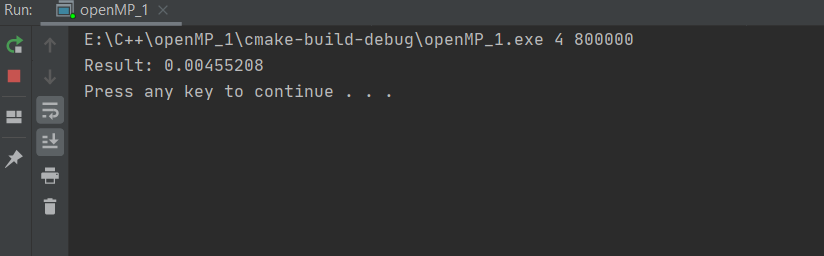 Run: openMP_1
E:\C++\openMP_1\cmake-build-debug\openMP_1.exe 4 800000
Result: 0.00455208
Press any key to continue . . .